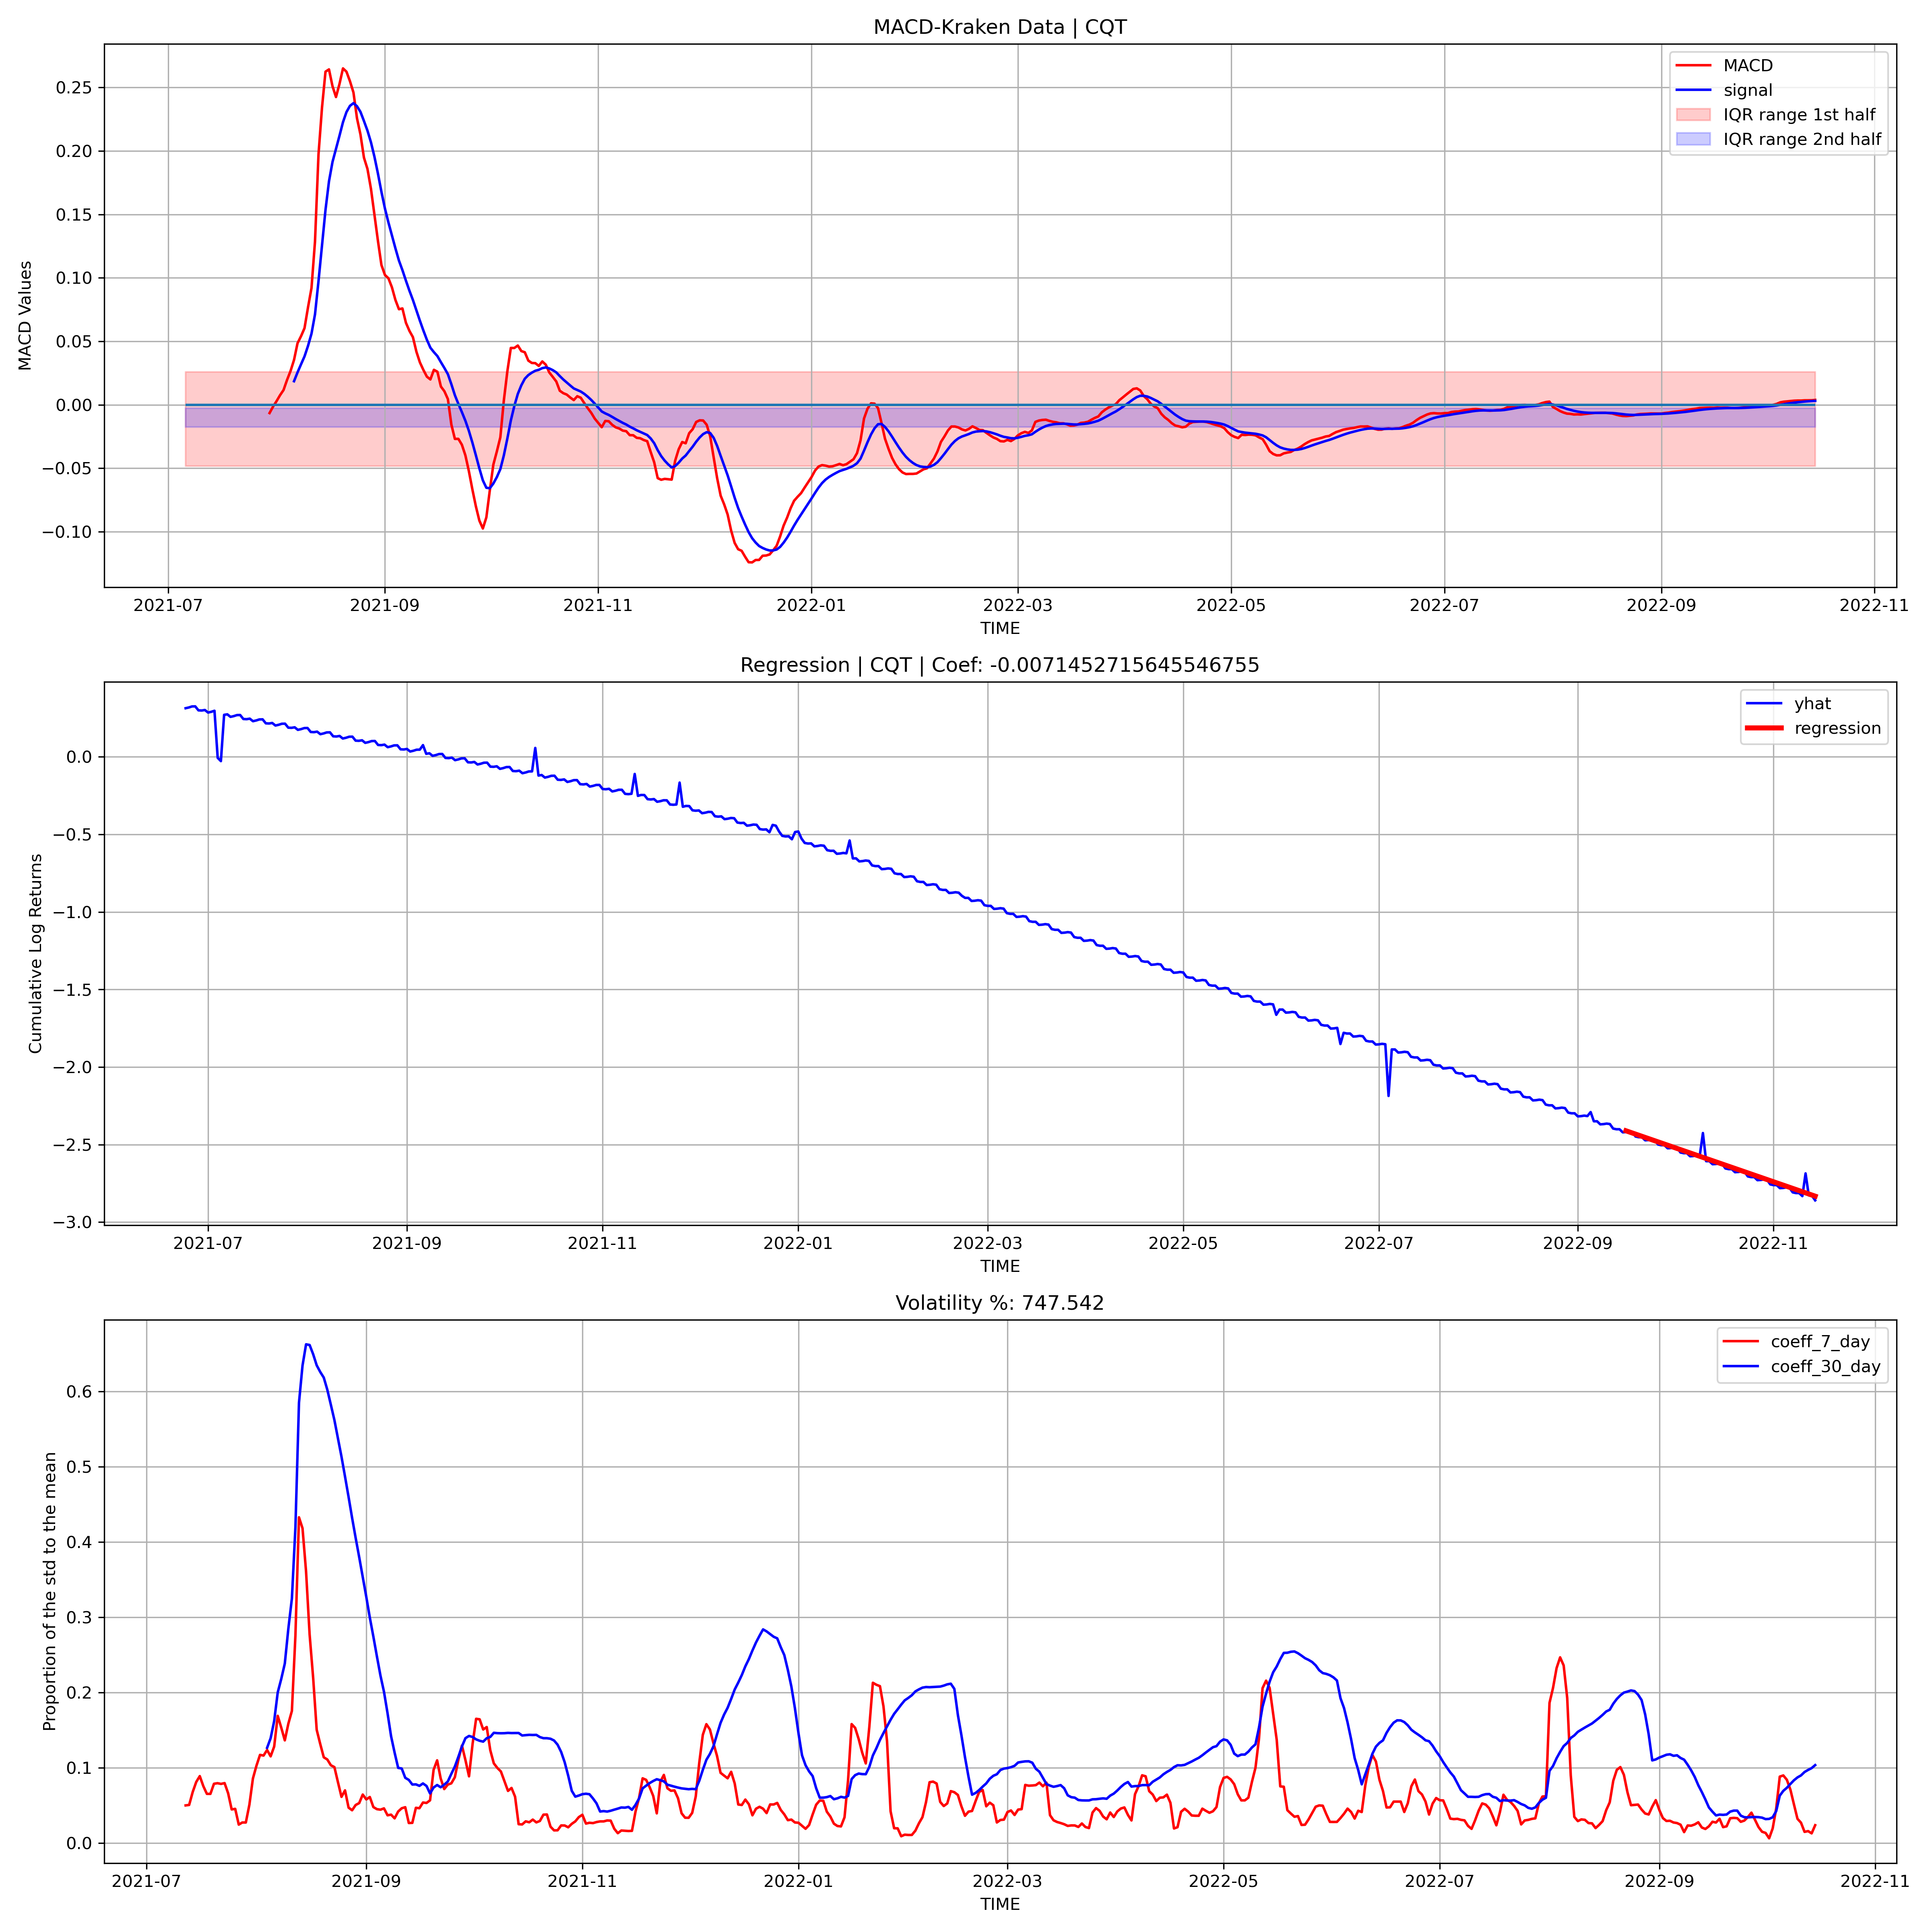 MACD-Kraken Data | CQT
MACD Values
0.25
0.20
0.15
0.10
0.05
0.00
−0.05
−0.10
MACD
signal
IQR range 1st half
IQR range 2nd half
2021-07 2021-09 2021-11 2022-01 2022-03 2022-05 2022-07 2022-09 2022-11
TIME
Regression | CQT | Coef: -0.0071452715645546755
Cumulative Log Returns
0.0
−0.5
−1.0
−1.5
−2.0
−2.5
−3.0
yhat
regression
2021-07 2021-09 2021-11 2022-01 2022-03 2022-05 2022-07 2022-09 2022-11
TIME
Volatility %: 747.542
Proportion of the std to the mean
0.6
0.5
0.4
0.3
0.2
0.1
0.0
coeff_7_day
coeff_30_day
2021-07 2021-09 2021-11 2022-01 2022-03 2022-05 2022-07 2022-09 2022-11
TIME